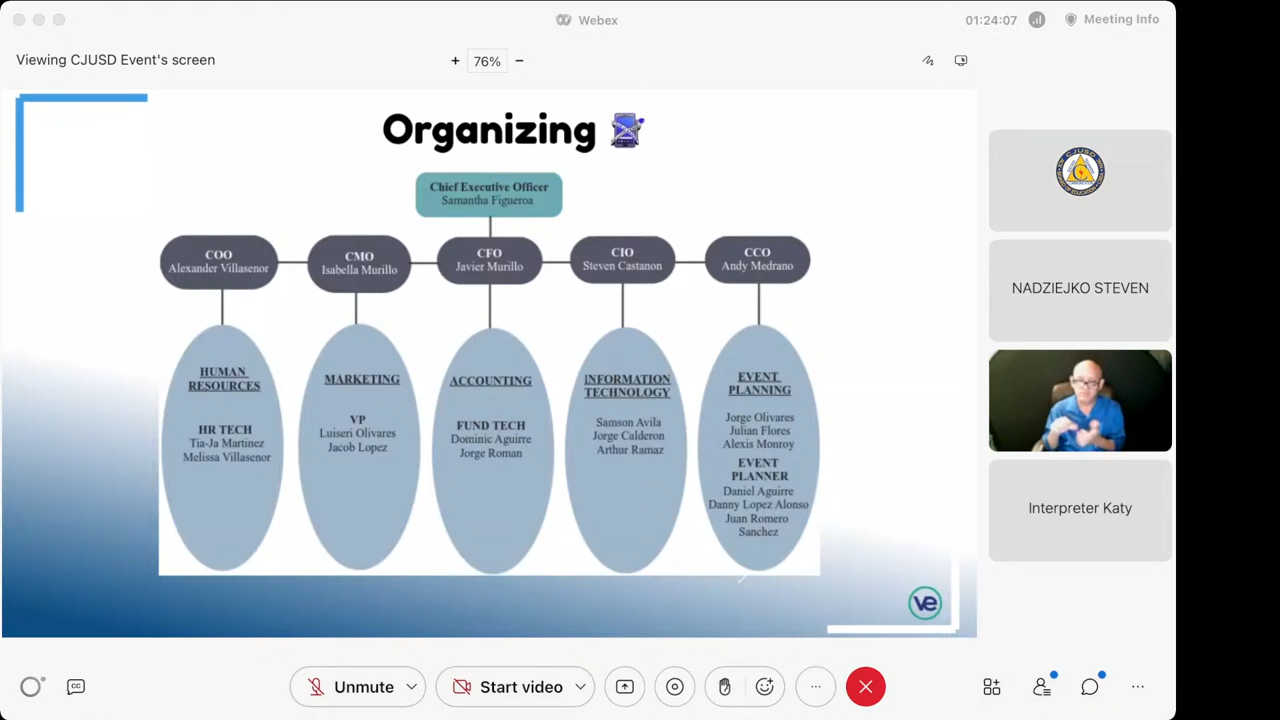 Webex
01:24:07
Meeting Info
Viewing CJUSD Event's screen
+ 76% −
Organizing
Chief Executive Officer
Samantha Figueroa
COO
Alexander Villasenor
CMO
Isabella Murillo
CFO
Javier Murillo
CIO
Steven Castanon
CCO
Andy Medrano
HUMAN
RESOURCES
HR TECH
Tia-Ja Martinez
Melissa Villasenor
MARKETING
VP
Luiseri Olivares
Jacob Lopez
ACCOUNTING
FUND TECH
Dominic Aguirre
Jorge Roman
INFORMATION
TECHNOLOGY
Samson Avila
Jorge Calderon
Arthur Ramaz
EVENT
PLANNING
Jorge Olivares
Julian Flores
Alexis Monroy
EVENT
PLANNER
Daniel Aguirre
Danny Lopez Alonso
Juan Romero
Sanchez
ve
CJUSD
NADZIEJKO STEVEN
Interpreter Katy
CC
Unmute
Start video